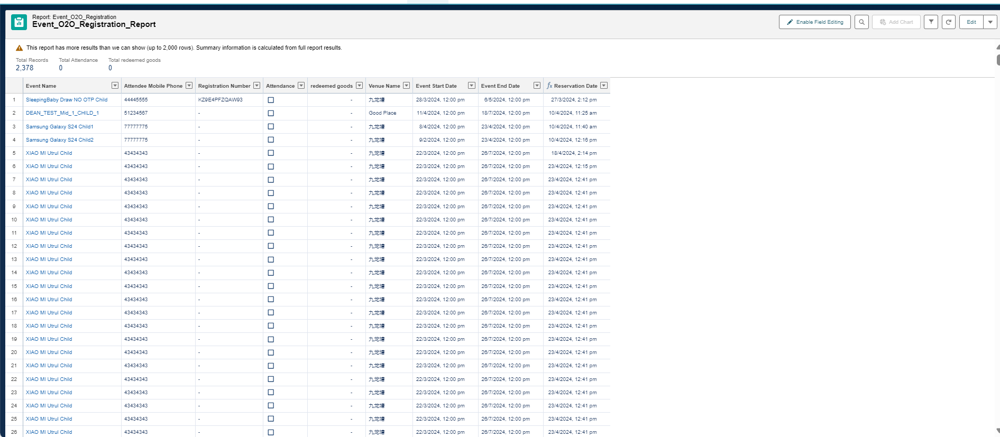 Report: Event_O2O_Registration
Event_O2O_Registration_Report
Enable Field Editing
Add Chart
Edit
This report has more results than we can show (up to 2,000 rows). Summary information is calculated from full report results.
Total Records Total Attendance Total redeemed goods
2,378 0 0
Event Name Attendee Mobile Phone Registration Number Attendance redeemed goods Venue Name Event Start Date Event End Date fx Reservation Date
1 SleepingBaby Draw NO OTP Child 44445555 KZ9E4PFZQAW93 - 九龙塘 28/3/2024, 12:00 pm 6/5/2024, 12:00 pm 27/3/2024, 2:12 pm
2 DEAN_TEST_Mid_1_CHILD_1 51234567 - - Good Place 11/4/2024, 12:00 pm 18/7/2024, 12:00 pm 10/4/2024, 11:25 am
3 Samsung Galaxy S24 Child1 77777775 - - 九龙塘 8/4/2024, 12:00 pm 23/4/2024, 12:00 pm 10/4/2024, 11:40 am
4 Samsung Galaxy S24 Child2 77777775 - - 九龙塘 9/2/2024, 12:00 pm 23/4/2024, 12:00 pm 10/4/2024, 12:16 pm
5 XIAO MI Utrul Child 43434343 - - 九龙塘 22/3/2024, 12:00 pm 26/7/2024, 12:00 pm 18/4/2024, 2:14 pm
6 XIAO MI Utrul Child 43434343 - - 九龙塘 22/3/2024, 12:00 pm 26/7/2024, 12:00 pm 23/4/2024, 12:15 pm
7 XIAO MI Utrul Child 43434343 - - 九龙塘 22/3/2024, 12:00 pm 26/7/2024, 12:00 pm 23/4/2024, 12:41 pm
8 XIAO MI Utrul Child 43434343 - - 九龙塘 22/3/2024, 12:00 pm 26/7/2024, 12:00 pm 23/4/2024, 12:41 pm
9 XIAO MI Utrul Child 43434343 - - 九龙塘 22/3/2024, 12:00 pm 26/7/2024, 12:00 pm 23/4/2024, 12:41 pm
10 XIAO MI Utrul Child 43434343 - - 九龙塘 22/3/2024, 12:00 pm 26/7/2024, 12:00 pm 23/4/2024, 12:41 pm
11 XIAO MI Utrul Child 43434343 - - 九龙塘 22/3/2024, 12:00 pm 26/7/2024, 12:00 pm 23/4/2024, 12:41 pm
12 XIAO MI Utrul Child 43434343 - - 九龙塘 22/3/2024, 12:00 pm 26/7/2024, 12:00 pm 23/4/2024, 12:41 pm
13 XIAO MI Utrul Child 43434343 - - 九龙塘 22/3/2024, 12:00 pm 26/7/2024, 12:00 pm 23/4/2024, 12:41 pm
14 XIAO MI Utrul Child 43434343 - - 九龙塘 22/3/2024, 12:00 pm 26/7/2024, 12:00 pm 23/4/2024, 12:41 pm
15 XIAO MI Utrul Child 43434343 - - 九龙塘 22/3/2024, 12:00 pm 26/7/2024, 12:00 pm 23/4/2024, 12:41 pm
16 XIAO MI Utrul Child 43434343 - - 九龙塘 22/3/2024, 12:00 pm 26/7/2024, 12:00 pm 23/4/2024, 12:41 pm
17 XIAO MI Utrul Child 43434343 - - 九龙塘 22/3/2024, 12:00 pm 26/7/2024, 12:00 pm 23/4/2024, 12:41 pm
18 XIAO MI Utrul Child 43434343 - - 九龙塘 22/3/2024, 12:00 pm 26/7/2024, 12:00 pm 23/4/2024, 12:41 pm
19 XIAO MI Utrul Child 43434343 - - 九龙塘 22/3/2024, 12:00 pm 26/7/2024, 12:00 pm 23/4/2024, 12:41 pm
20 XIAO MI Utrul Child 43434343 - - 九龙塘 22/3/2024, 12:00 pm 26/7/2024, 12:00 pm 23/4/2024, 12:41 pm
21 XIAO MI Utrul Child 43434343 - - 九龙塘 22/3/2024, 12:00 pm 26/7/2024, 12:00 pm 23/4/2024, 12:41 pm
22 XIAO MI Utrul Child 43434343 - - 九龙塘 22/3/2024, 12:00 pm 26/7/2024, 12:00 pm 23/4/2024, 12:41 pm
23 XIAO MI Utrul Child 43434343 - - 九龙塘 22/3/2024, 12:00 pm 26/7/2024, 12:00 pm 23/4/2024, 12:41 pm
24 XIAO MI Utrul Child 43434343 - - 九龙塘 22/3/2024, 12:00 pm 26/7/2024, 12:00 pm 23/4/2024, 12:41 pm
25 XIAO MI Utrul Child 43434343 - - 九龙塘 22/3/2024, 12:00 pm 26/7/2024, 12:00 pm 23/4/2024, 12:41 pm
26 XIAO MI Utrul Child 43434343 - - 九龙塘 22/3/2024, 12:00 pm 26/7/2024, 12:00 pm 23/4/2024, 12:41 pm